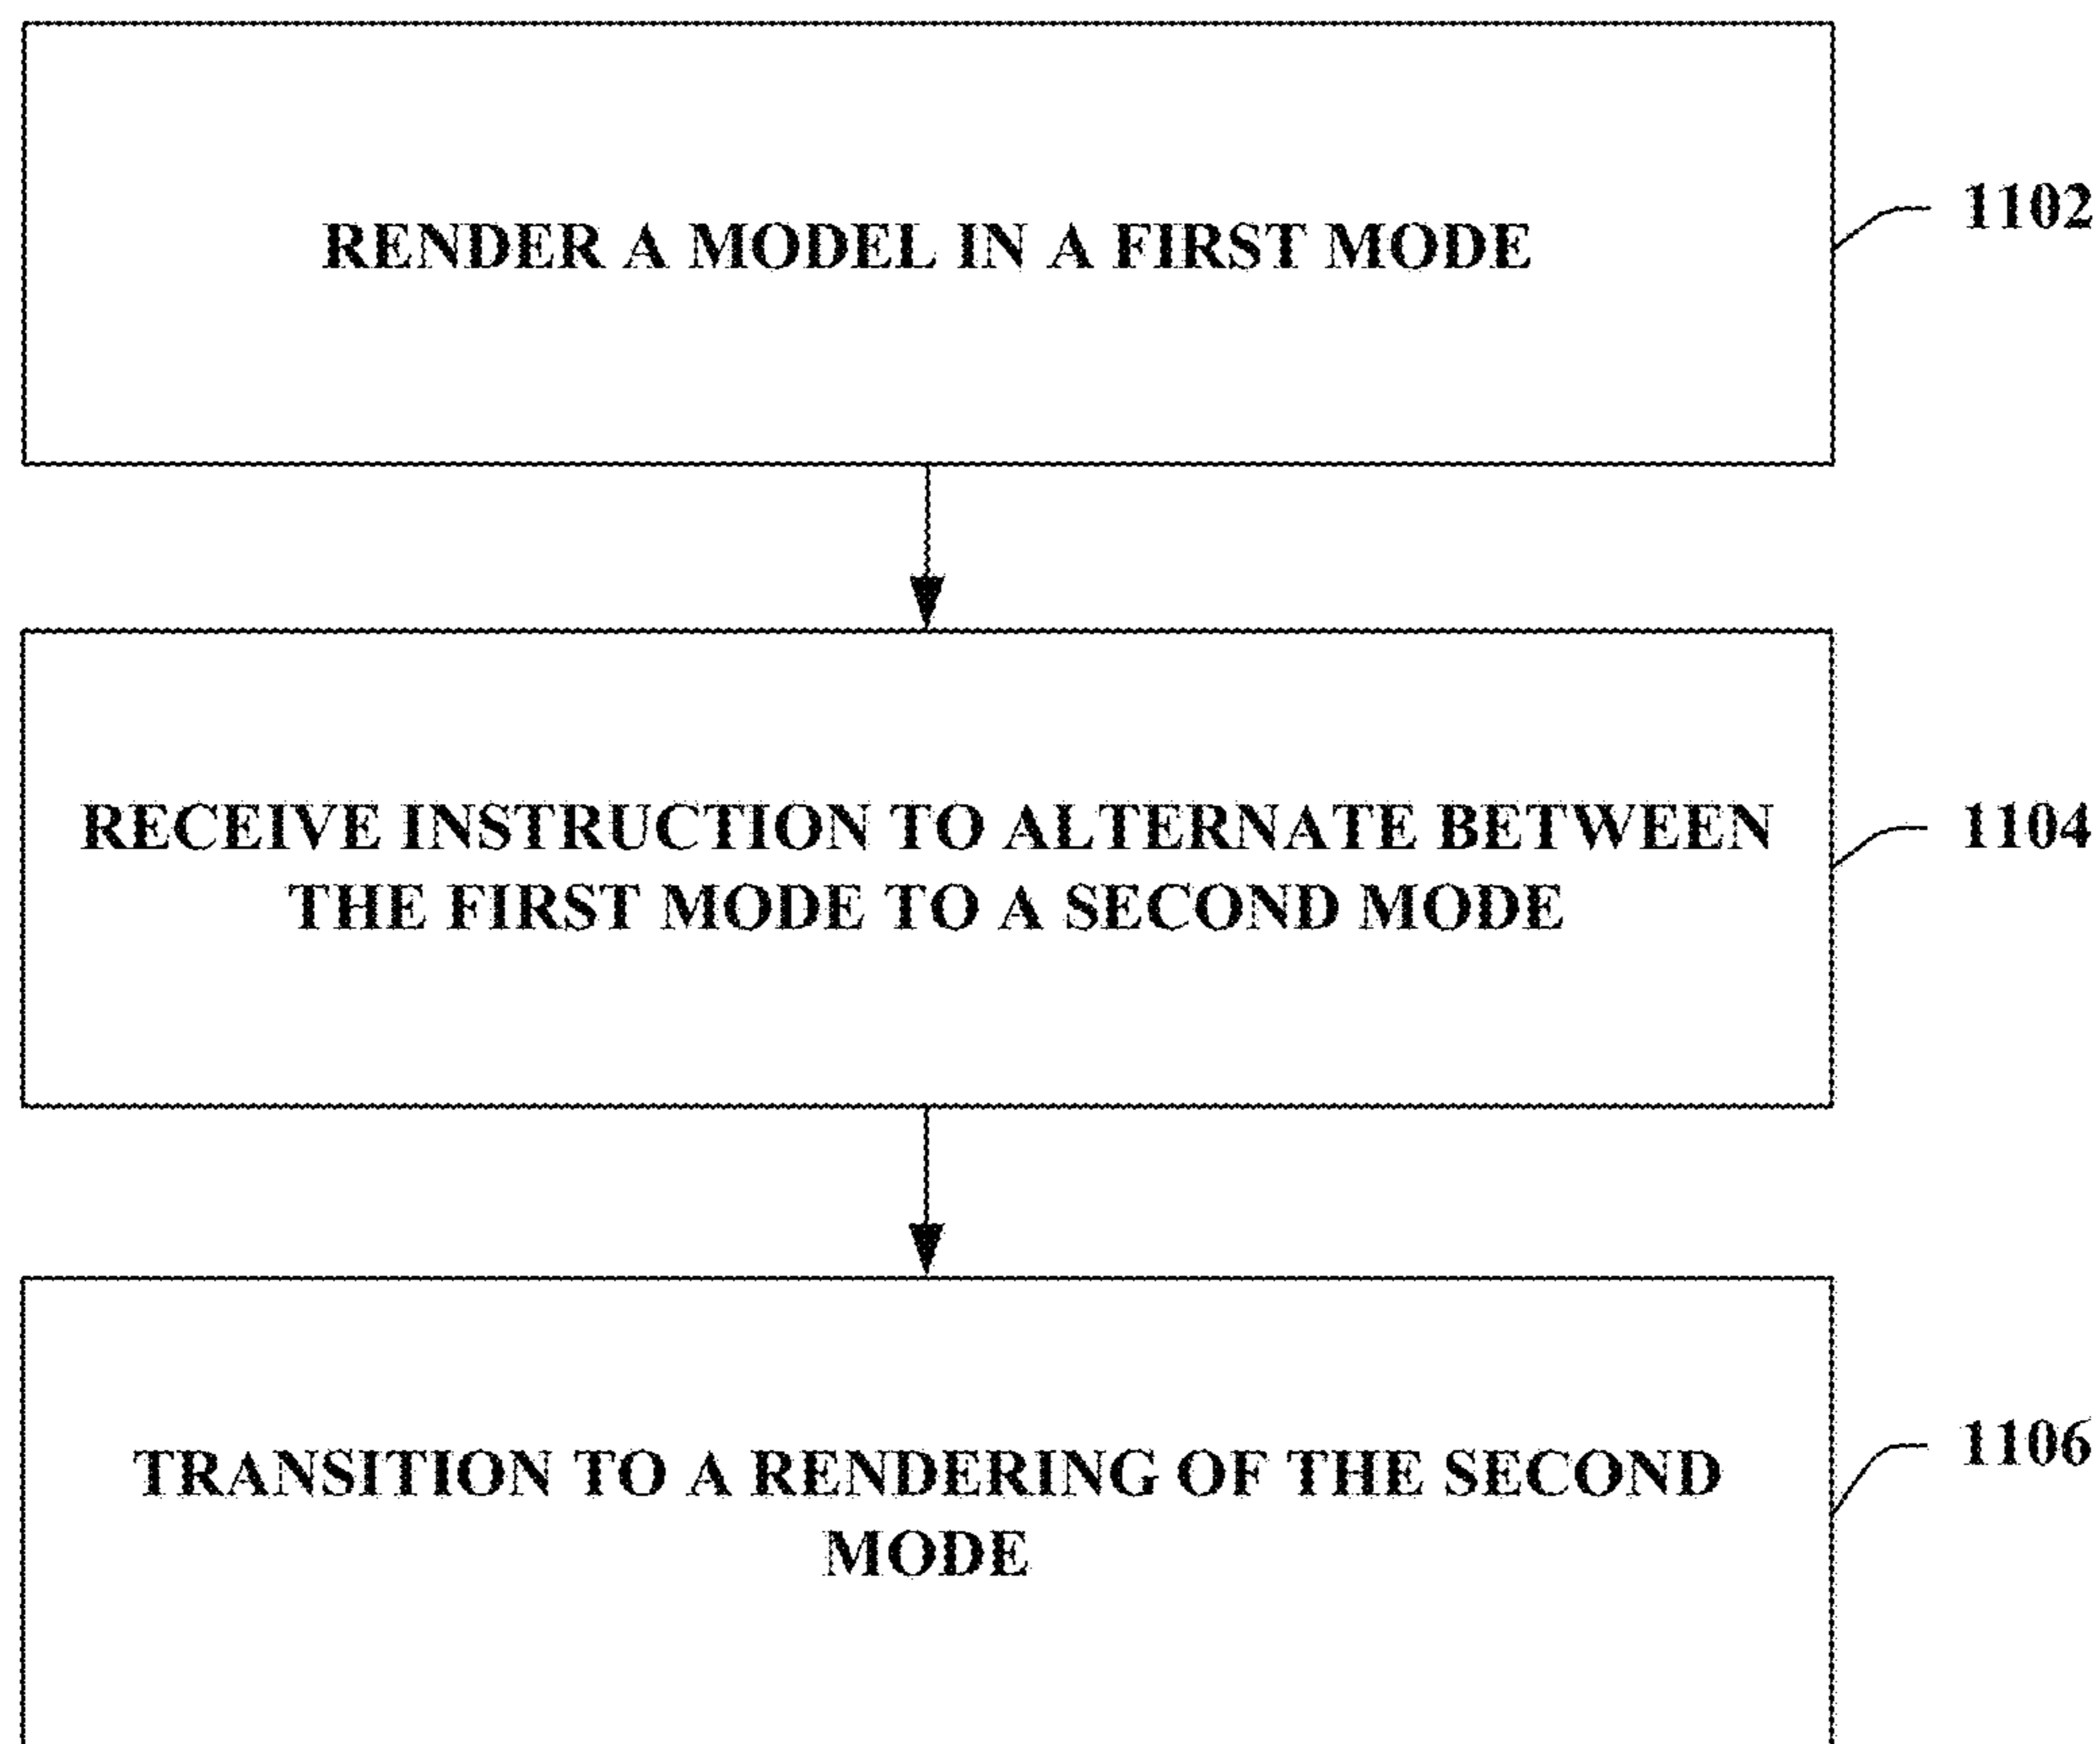 RENDER A MODEL IN A FIRST MODE
1102
RECEIVE INSTRUCTION TO ALTERNATE BETWEEN
THE FIRST MODE TO A SECOND MODE
1104
TRANSITION TO A RENDERING OF THE SECOND
MODE
1106